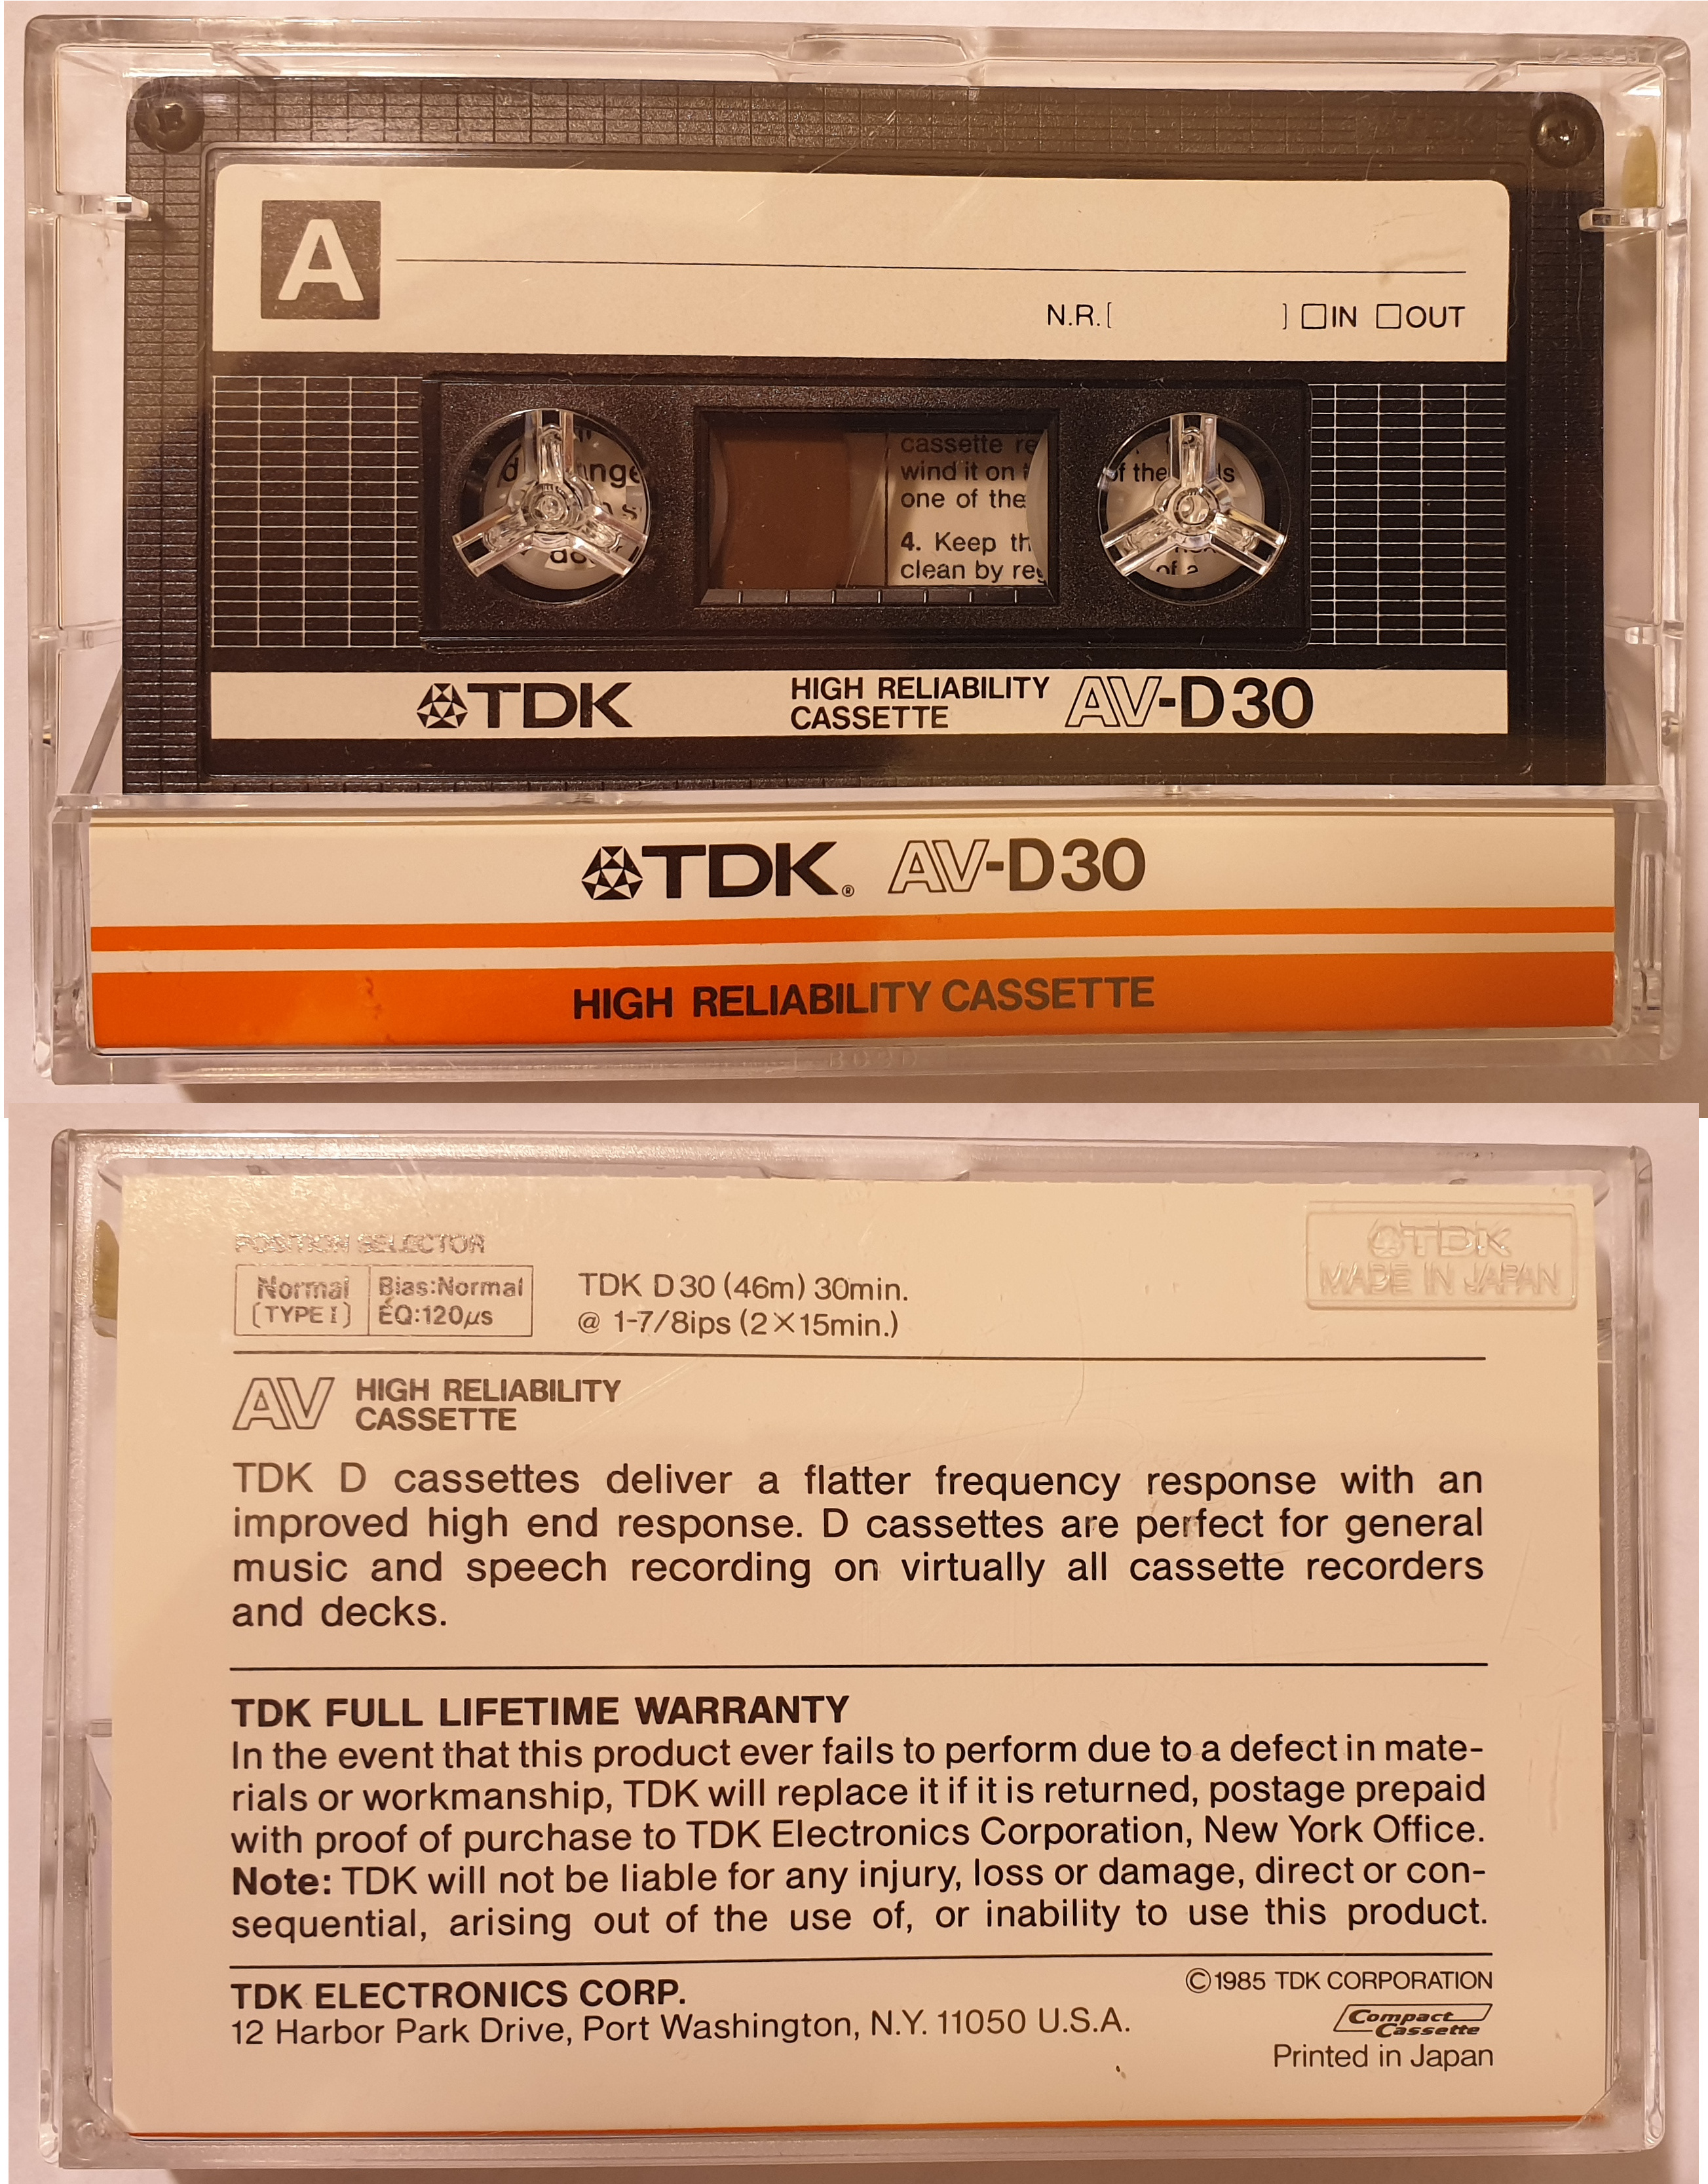 A
N.R.[ ] IN OUT
cassette re
wind it on
one of the
4. Keep th
clean by reg
of the
of a
TDK
HIGH RELIABILITY
CASSETTE
AV-D30
TDK® AV-D30
HIGH RELIABILITY CASSETTE
POSITION SELECTOR
Normal
(TYPE I)
Bias:Normal
EQ:120µs
TDK D30 (46m) 30min.
@ 1-7/8ips (2×15min.)
TDK
MADE IN JAPAN
AV HIGH RELIABILITY
CASSETTE
TDK D cassettes deliver a flatter frequency response with an
improved high end response. D cassettes are perfect for general
music and speech recording on virtually all cassette recorders
and decks.
TDK FULL LIFETIME WARRANTY
In the event that this product ever fails to perform due to a defect in mate-
rials or workmanship, TDK will replace it if it is returned, postage prepaid
with proof of purchase to TDK Electronics Corporation, New York Office.
Note: TDK will not be liable for any injury, loss or damage, direct or con-
sequential, arising out of the use of, or inability to use this product.
TDK ELECTRONICS CORP.
12 Harbor Park Drive, Port Washington, N.Y. 11050 U.S.A.
©1985 TDK CORPORATION
Compact
Cassette
Printed in Japan